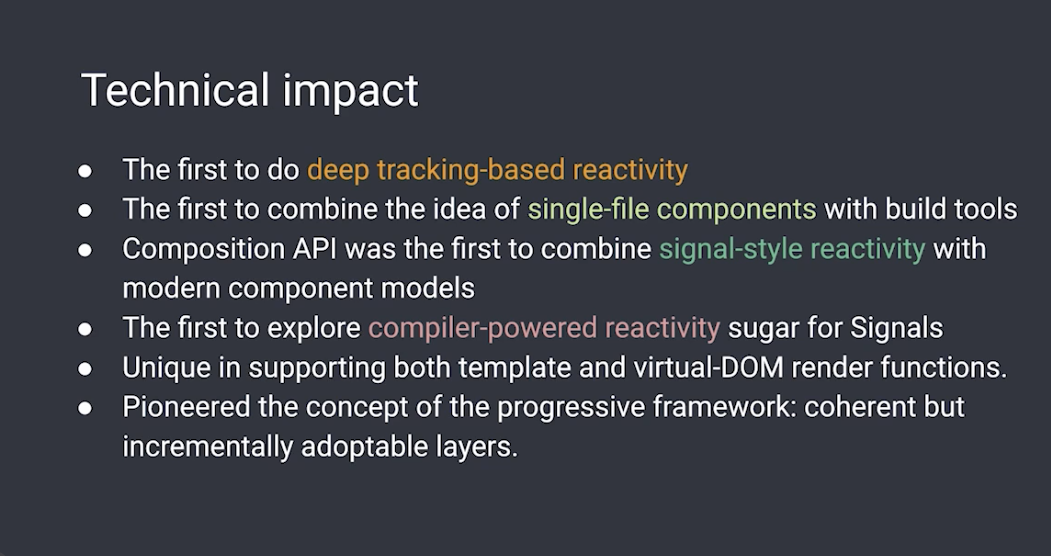 Technical impact
● The first to do deep tracking-based reactivity
● The first to combine the idea of single-file components with build tools
● Composition API was the first to combine signal-style reactivity with
modern component models
● The first to explore compiler-powered reactivity sugar for Signals
● Unique in supporting both template and virtual-DOM render functions.
● Pioneered the concept of the progressive framework: coherent but
incrementally adoptable layers.